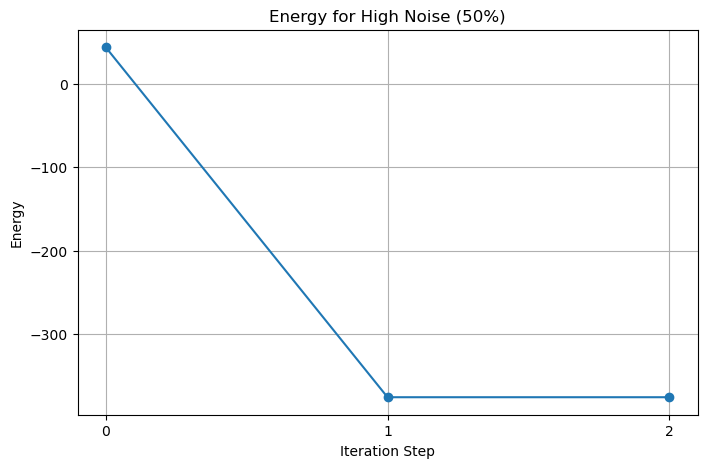 Energy for High Noise (50%)
0
−100
−200
−300
Energy
0 1 2
Iteration Step